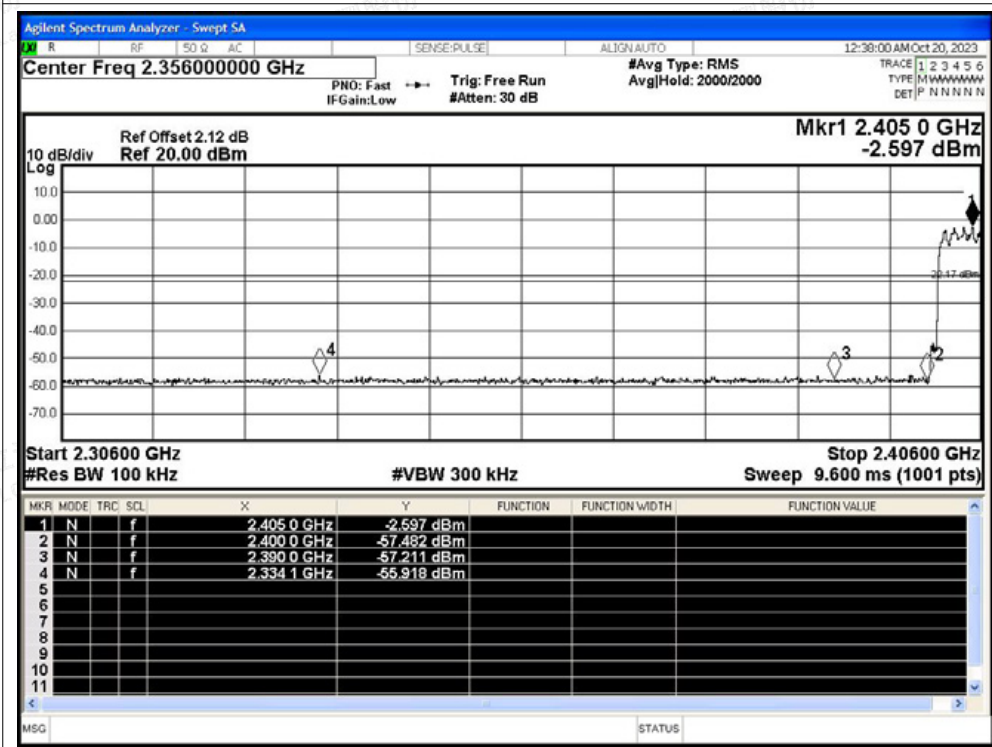 Agilent Spectrum Analyzer - Swept SA
LXI R RF 50 Ω AC SENSE:PULSE ALIGN AUTO 12:38:00 AM Oct 20, 2023
Center Freq 2.356000000 GHz
PNO: Fast
IFGain:Low
Trig: Free Run
#Atten: 30 dB
#Avg Type: RMS
Avg|Hold: 2000/2000
TRACE 1 2 3 4 5 6
TYPE M W W W W W
DET P N N N N N
Mkr1 2.405 0 GHz
-2.597 dBm
Ref Offset 2.12 dB
10 dB/div Ref 20.00 dBm
Log
10.0
0.00
-10.0
-20.0
-30.0
-40.0
-50.0
-60.0
-70.0
1
4
3
2
Start 2.30600 GHz Stop 2.40600 GHz
#Res BW 100 kHz #VBW 300 kHz Sweep 9.600 ms (1001 pts)
MKR MODE TRC SCL X Y FUNCTION FUNCTION WIDTH FUNCTION VALUE
1 N f 2.405 0 GHz -2.597 dBm
2 N f 2.400 0 GHz -57.482 dBm
3 N f 2.390 0 GHz -57.211 dBm
4 N f 2.334 1 GHz -55.918 dBm
5
6
7
8
9
10
11
MSG STATUS